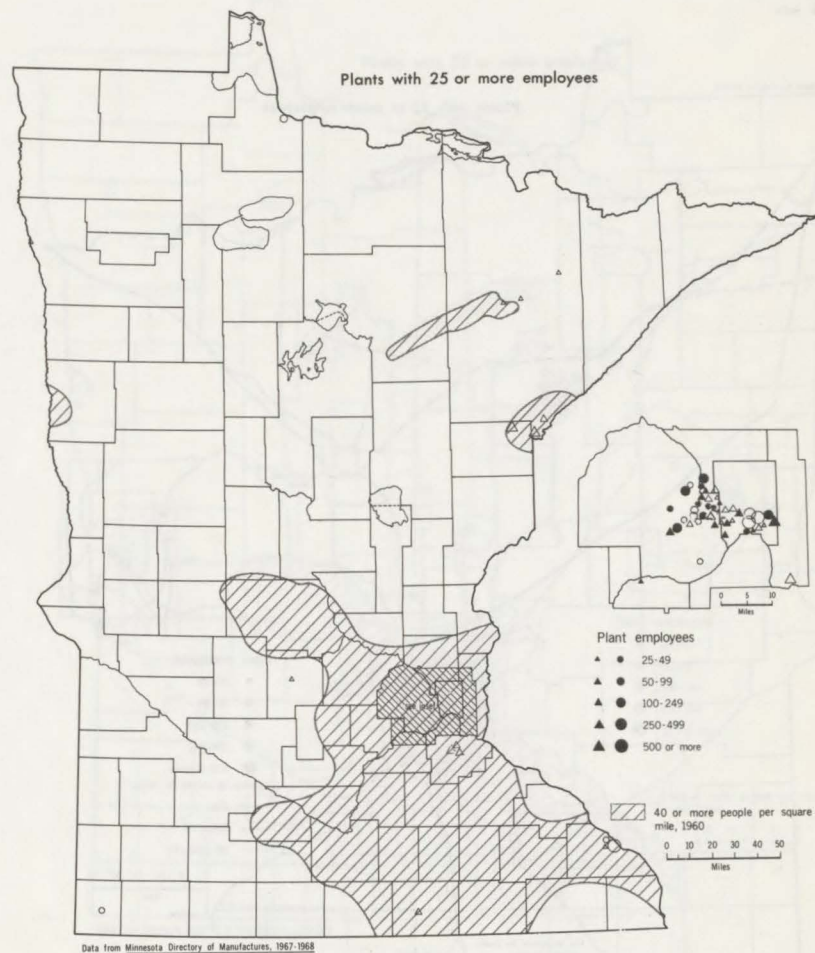 Plants with 25 or more employees
0 5 10
Miles
Plant employees
25-49
50-99
100-249
250-499
500 or more
see inset
40 or more people per square
mile, 1960
0 10 20 30 40 50
Miles
Data from Minnesota Directory of Manufactures, 1967-1968